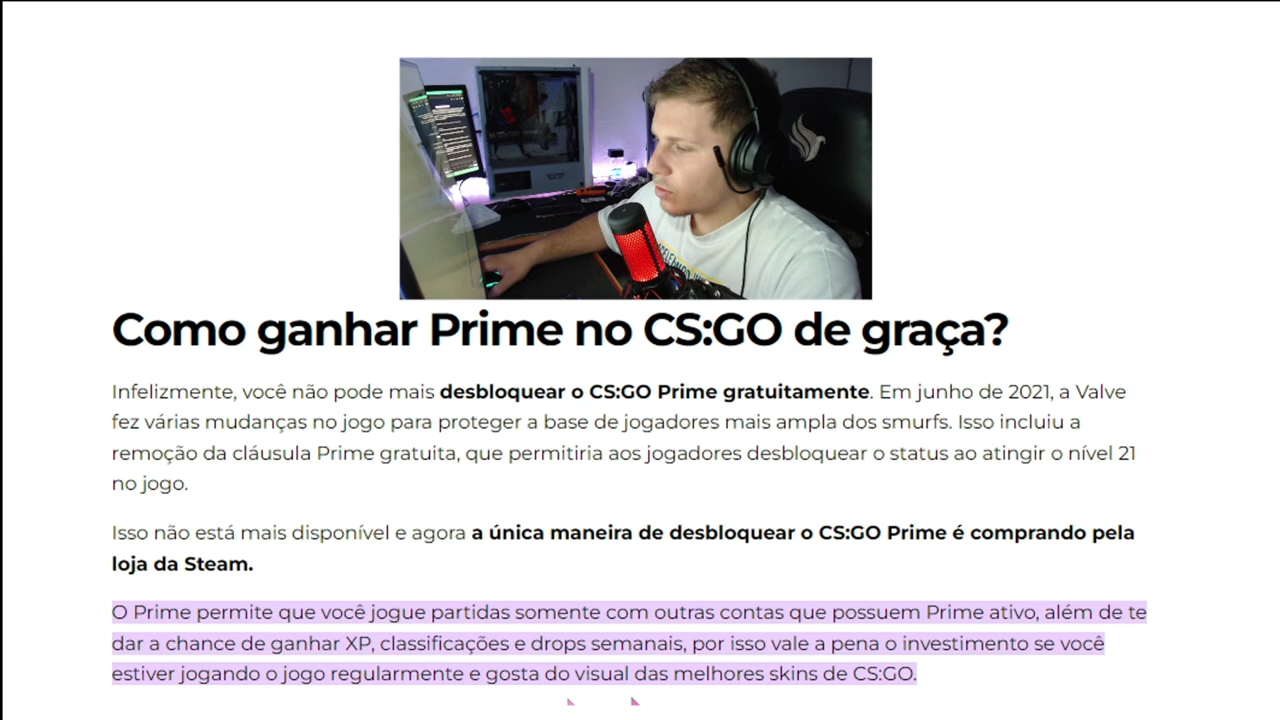 Como ganhar Prime no CS:GO de graça?
Infelizmente, você não pode mais desbloquear o CS:GO Prime gratuitamente. Em junho de 2021, a Valve
fez várias mudanças no jogo para proteger a base de jogadores mais ampla dos smurfs. Isso incluiu a
remoção da cláusula Prime gratuita, que permitiria aos jogadores desbloquear o status ao atingir o nível 21
no jogo.
Isso não está mais disponível e agora a única maneira de desbloquear o CS:GO Prime é comprando pela
loja da Steam.
O Prime permite que você jogue partidas somente com outras contas que possuem Prime ativo, além de te
dar a chance de ganhar XP, classificações e drops semanais, por isso vale a pena o investimento se você
estiver jogando o jogo regularmente e gosta do visual das melhores skins de CS:GO.